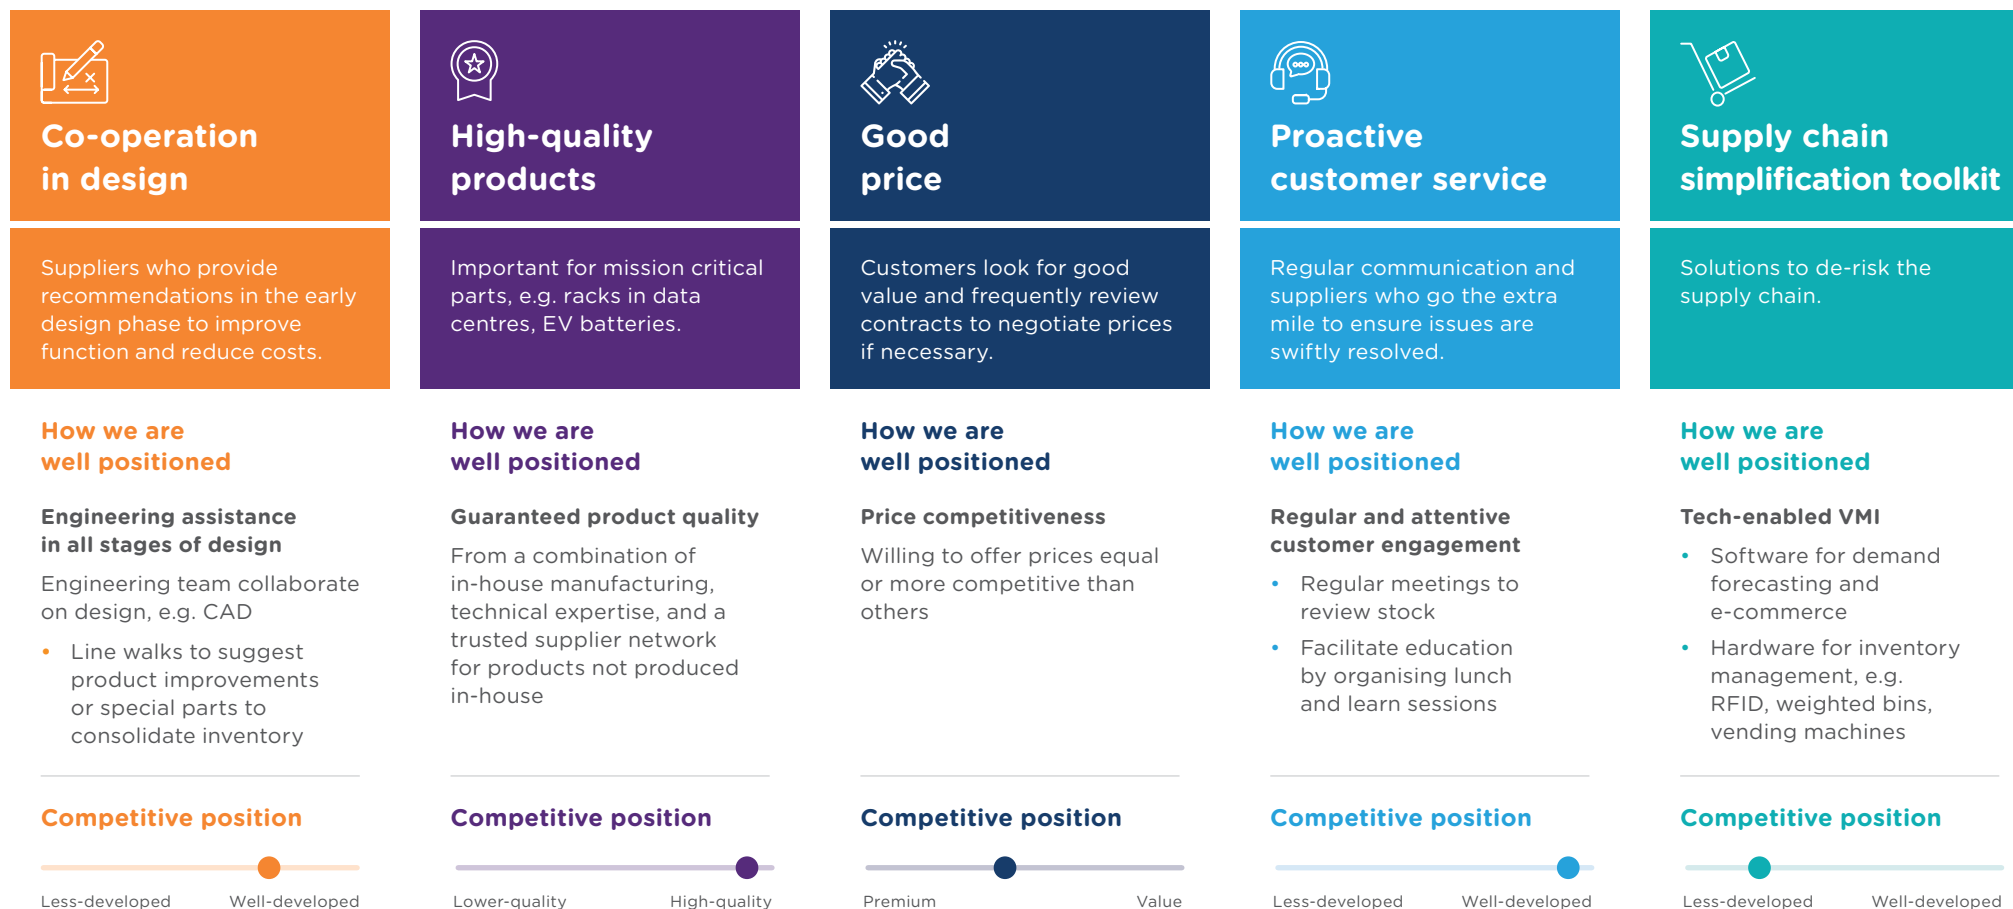 Co-operation
in design
Suppliers who provide
recommendations in the early
design phase to improve
function and reduce costs.
How we are
well positioned
Engineering assistance
in all stages of design
Engineering team collaborate
on design, e.g. CAD
• Line walks to suggest
product improvements
or special parts to
consolidate inventory
Competitive position
Less-developed Well-developed
High-quality
products
Important for mission critical
parts, e.g. racks in data
centres, EV batteries.
How we are
well positioned
Guaranteed product quality
From a combination of
in-house manufacturing,
technical expertise, and a
trusted supplier network
for products not produced
in-house
Competitive position
Lower-quality High-quality
Good
price
Customers look for good
value and frequently review
contracts to negotiate prices
if necessary.
How we are
well positioned
Price competitiveness
Willing to offer prices equal
or more competitive than
others
Competitive position
Premium Value
Proactive
customer service
Regular communication and
suppliers who go the extra
mile to ensure issues are
swiftly resolved.
How we are
well positioned
Regular and attentive
customer engagement
• Regular meetings to
review stock
• Facilitate education
by organising lunch
and learn sessions
Competitive position
Less-developed Well-developed
Supply chain
simplification toolkit
Solutions to de-risk the
supply chain.
How we are
well positioned
Tech-enabled VMI
• Software for demand
forecasting and
e-commerce
• Hardware for inventory
management, e.g.
RFID, weighted bins,
vending machines
Competitive position
Less-developed Well-developed